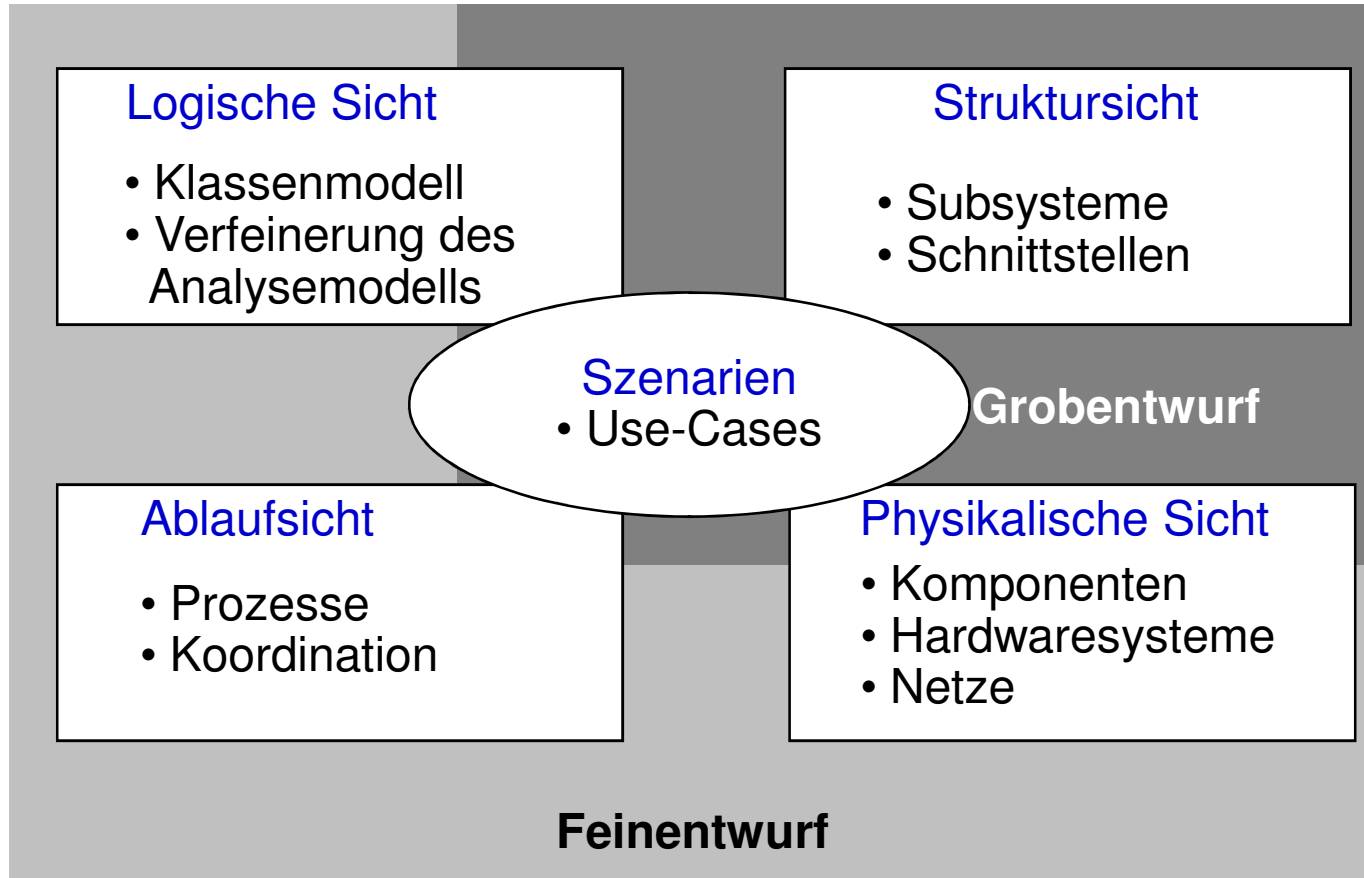 Logische Sicht
• Klassenmodell
• Verfeinerung des
Analysemodells
Struktursicht
• Subsysteme
• Schnittstellen
Szenarien
• Use-Cases
Grobentwurf
Ablaufsicht
• Prozesse
• Koordination
Physikalische Sicht
• Komponenten
• Hardwaresysteme
• Netze
Feinentwurf